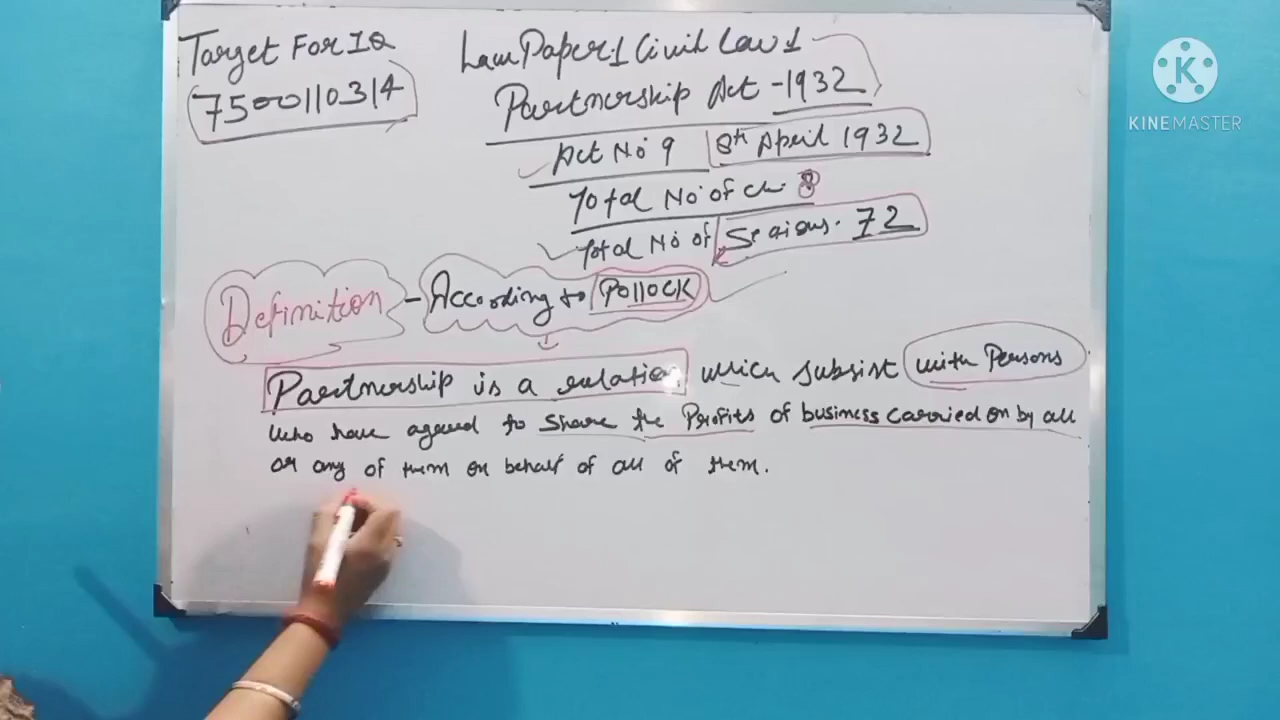 Target For IQ
7500110314
Law Paper-1 Civil Law 1
Partnership Act -1932
Act No 9 8th April 1932
Total No of ch. 8
Total No of Sections. 72
Definition - According to POllOCK
Partnership is a relation which subsist with Persons
who have agreed to share the Profits of business carried on by all
or any of them on behalf of all of them.
K
KINEMASTER